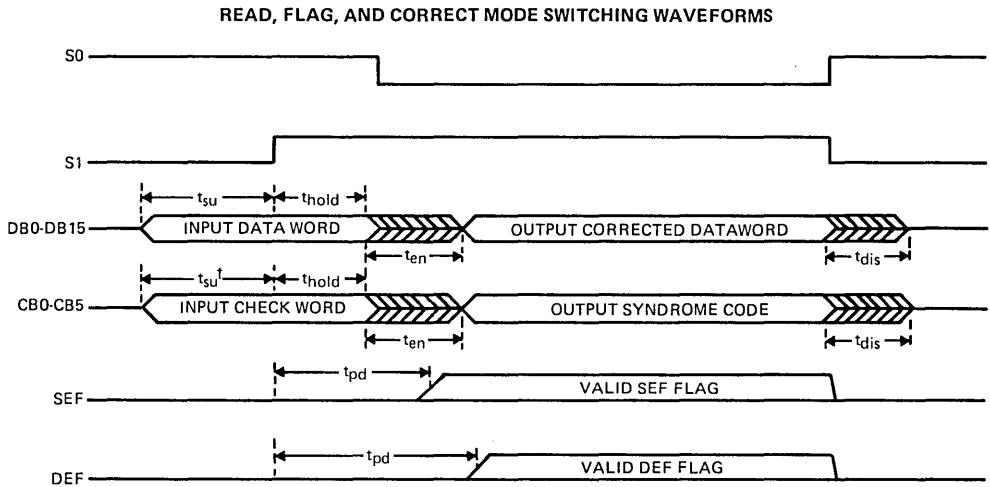 READ, FLAG, AND CORRECT MODE SWITCHING WAVEFORMS
S0
S1
tsu thold
DB0-DB15 INPUT DATA WORD OUTPUT CORRECTED DATAWORD
ten tdis
tsu† thold
CB0-CB5 INPUT CHECK WORD OUTPUT SYNDROME CODE
ten tdis
tpd
SEF VALID SEF FLAG
tpd
DEF VALID DEF FLAG